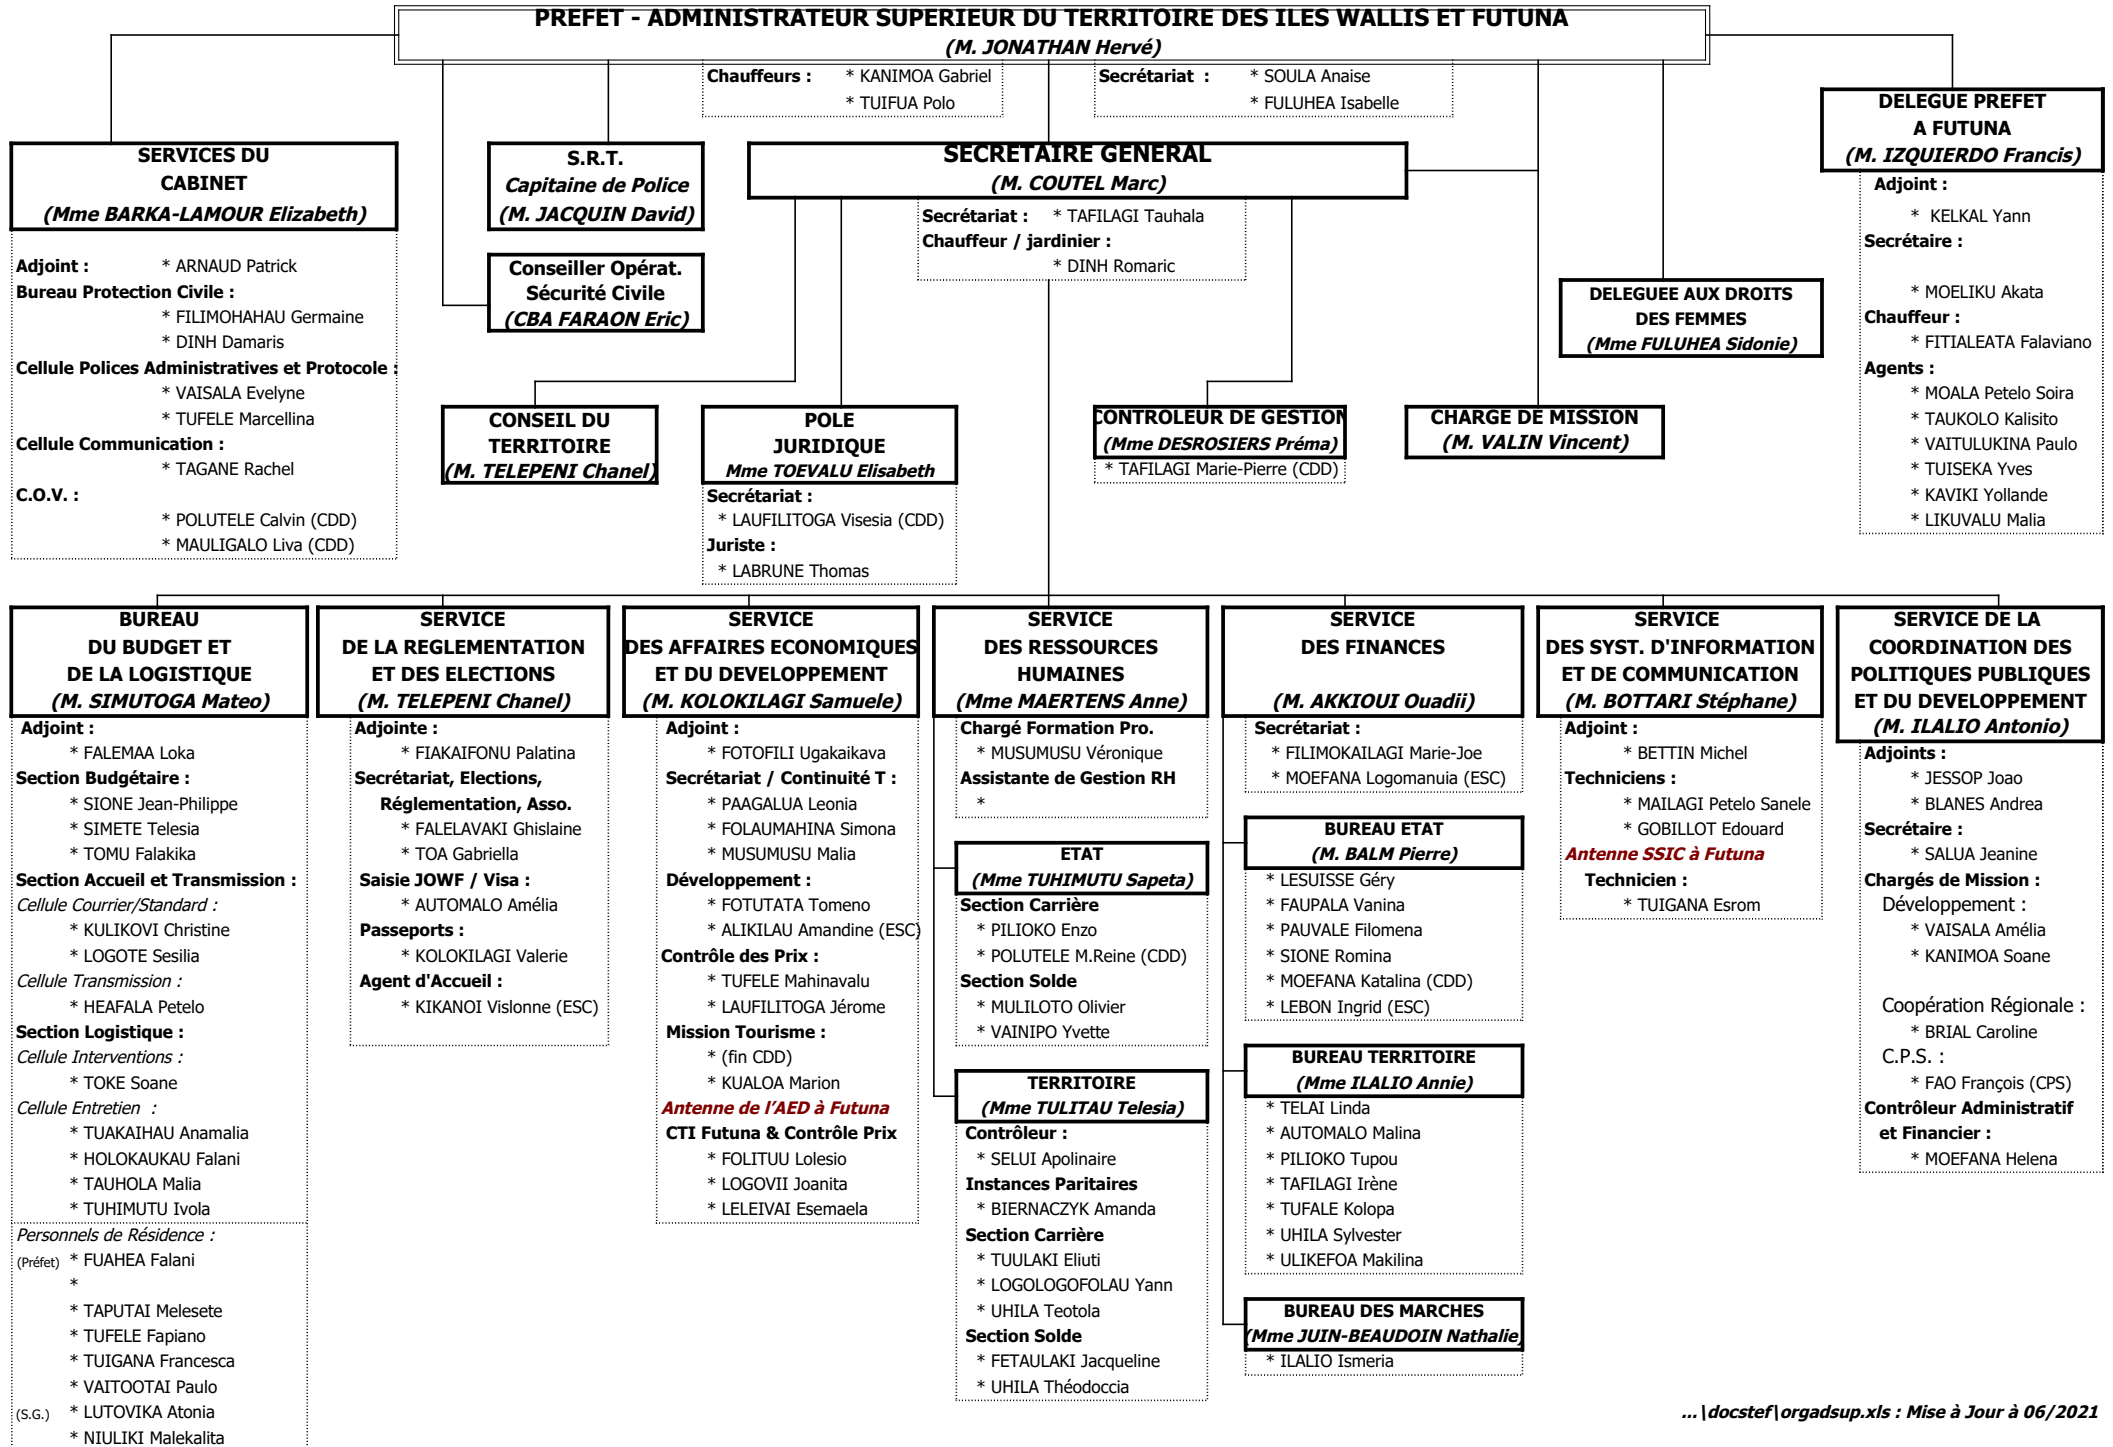 PREFET - ADMINISTRATEUR SUPERIEUR DU TERRITOIRE DES ILES WALLIS ET FUTUNA
(M. JONATHAN Hervé)
Chauffeurs : * KANIMOA Gabriel
* TUIFUA Polo
Secrétariat : * SOULA Anaise
* FULUHEA Isabelle
SERVICES DU
CABINET
(Mme BARKA-LAMOUR Elizabeth)
Adjoint : * ARNAUD Patrick
Bureau Protection Civile :
* FILIMOHAHAU Germaine
* DINH Damaris
Cellule Polices Administratives et Protocole :
* VAISALA Evelyne
* TUFELE Marcellina
Cellule Communication :
* TAGANE Rachel
C.O.V. :
* POLUTELE Calvin (CDD)
* MAULIGALO Liva (CDD)
S.R.T.
Capitaine de Police
(M. JACQUIN David)
Conseiller Opérat.
Sécurité Civile
(CBA FARAON Eric)
SECRETAIRE GENERAL
(M. COUTEL Marc)
Secrétariat : * TAFILAGI Tauhala
Chauffeur / jardinier :
* DINH Romaric
DELEGUEE AUX DROITS
DES FEMMES
(Mme FULUHEA Sidonie)
DELEGUE PREFET
A FUTUNA
(M. IZQUIERDO Francis)
Adjoint :
* KELKAL Yann
Secrétaire :
* MOELIKU Akata
Chauffeur :
* FITIALEATA Falaviano
Agents :
* MOALA Petelo Soira
* TAUKOLO Kalisito
* VAITULUKINA Paulo
* TUISEKA Yves
* KAVIKI Yollande
* LIKUVALU Malia
CONSEIL DU
TERRITOIRE
(M. TELEPENI Chanel)
POLE
JURIDIQUE
Mme TOEVALU Elisabeth
Secrétariat :
* LAUFILITOGA Visesia (CDD)
Juriste :
* LABRUNE Thomas
CONTROLEUR DE GESTION
(Mme DESROSIERS Préma)
* TAFILAGI Marie-Pierre (CDD)
CHARGE DE MISSION
(M. VALIN Vincent)
BUREAU
DU BUDGET ET
DE LA LOGISTIQUE
(M. SIMUTOGA Mateo)
Adjoint :
* FALEMAA Loka
Section Budgétaire :
* SIONE Jean-Philippe
* SIMETE Telesia
* TOMU Falakika
Section Accueil et Transmission :
Cellule Courrier/Standard :
* KULIKOVI Christine
* LOGOTE Sesilia
Cellule Transmission :
* HEAFALA Petelo
Section Logistique :
Cellule Interventions :
* TOKE Soane
Cellule Entretien :
* TUAKAIHAU Anamalia
* HOLOKAUKAU Falani
* TAUHOLA Malia
* TUHIMUTU Ivola
Personnels de Résidence :
(Préfet) * FUAHEA Falani
*
* TAPUTAI Melesete
* TUFELE Fapiano
* TUIGANA Francesca
* VAITOOTAI Paulo
(S.G.) * LUTOVIKA Atonia
* NIULIKI Malekalita
SERVICE
DE LA REGLEMENTATION
ET DES ELECTIONS
(M. TELEPENI Chanel)
Adjointe :
* FIAKAIFONU Palatina
Secrétariat, Elections,
Réglementation, Asso.
* FALELAVAKI Ghislaine
* TOA Gabriella
Saisie JOWF / Visa :
* AUTOMALO Amélia
Passeports :
* KOLOKILAGI Valerie
Agent d'Accueil :
* KIKANOI Vislonne (ESC)
SERVICE
DES AFFAIRES ECONOMIQUES
ET DU DEVELOPPEMENT
(M. KOLOKILAGI Samuele)
Adjoint :
* FOTOFILI Ugakaikava
Secrétariat / Continuité T :
* PAAGALUA Leonia
* FOLAUMAHINA Simona
* MUSUMUSU Malia
Développement :
* FOTUTATA Tomeno
* ALIKILAU Amandine (ESC)
Contrôle des Prix :
* TUFELE Mahinavalu
* LAUFILITOGA Jérome
Mission Tourisme :
* (fin CDD)
* KUALOA Marion
Antenne de l'AED à Futuna
CTI Futuna & Contrôle Prix
* FOLITUU Lolesio
* LOGOVII Joanita
* LELEIVAI Esemaela
SERVICE
DES RESSOURCES
HUMAINES
(Mme MAERTENS Anne)
Chargé Formation Pro.
* MUSUMUSU Véronique
Assistante de Gestion RH
*
ETAT
(Mme TUHIMUTU Sapeta)
Section Carrière
* PILIOKO Enzo
* POLUTELE M.Reine (CDD)
Section Solde
* MULILOTO Olivier
* VAINIPO Yvette
TERRITOIRE
(Mme TULITAU Telesia)
Contrôleur :
* SELUI Apolinaire
Instances Paritaires
* BIERNACZYK Amanda
Section Carrière
* TUULAKI Eliuti
* LOGOLOGOFOLAU Yann
* UHILA Teotola
Section Solde
* FETAULAKI Jacqueline
* UHILA Théodoccia
SERVICE
DES FINANCES
(M. AKKIOUI Ouadii)
Secrétariat :
* FILIMOKAILAGI Marie-Joe
* MOEFANA Logomanuia (ESC)
BUREAU ETAT
(M. BALM Pierre)
* LESUISSE Géry
* FAUPALA Vanina
* PAUVALE Filomena
* SIONE Romina
* MOEFANA Katalina (CDD)
* LEBON Ingrid (ESC)
BUREAU TERRITOIRE
(Mme ILALIO Annie)
* TELAI Linda
* AUTOMALO Malina
* PILIOKO Tupou
* TAFILAGI Irène
* TUFALE Kolopa
* UHILA Sylvester
* ULIKEFOA Makilina
BUREAU DES MARCHES
(Mme JUIN-BEAUDOIN Nathalie)
* ILALIO Ismeria
SERVICE
DES SYST. D'INFORMATION
ET DE COMMUNICATION
(M. BOTTARI Stéphane)
Adjoint :
* BETTIN Michel
Techniciens :
* MAILAGI Petelo Sanele
* GOBILLOT Edouard
Antenne SSIC à Futuna
Technicien :
* TUIGANA Esrom
SERVICE DE LA
COORDINATION DES
POLITIQUES PUBLIQUES
ET DU DEVELOPPEMENT
(M. ILALIO Antonio)
Adjoints :
* JESSOP Joao
* BLANES Andrea
Secrétaire :
* SALUA Jeanine
Chargés de Mission :
Développement :
* VAISALA Amélia
* KANIMOA Soane
Coopération Régionale :
* BRIAL Caroline
C.P.S. :
* FAO François (CPS)
Contrôleur Administratif
et Financier :
* MOEFANA Helena
...\docstef\orgadsup.xls : Mise à Jour à 06/2021